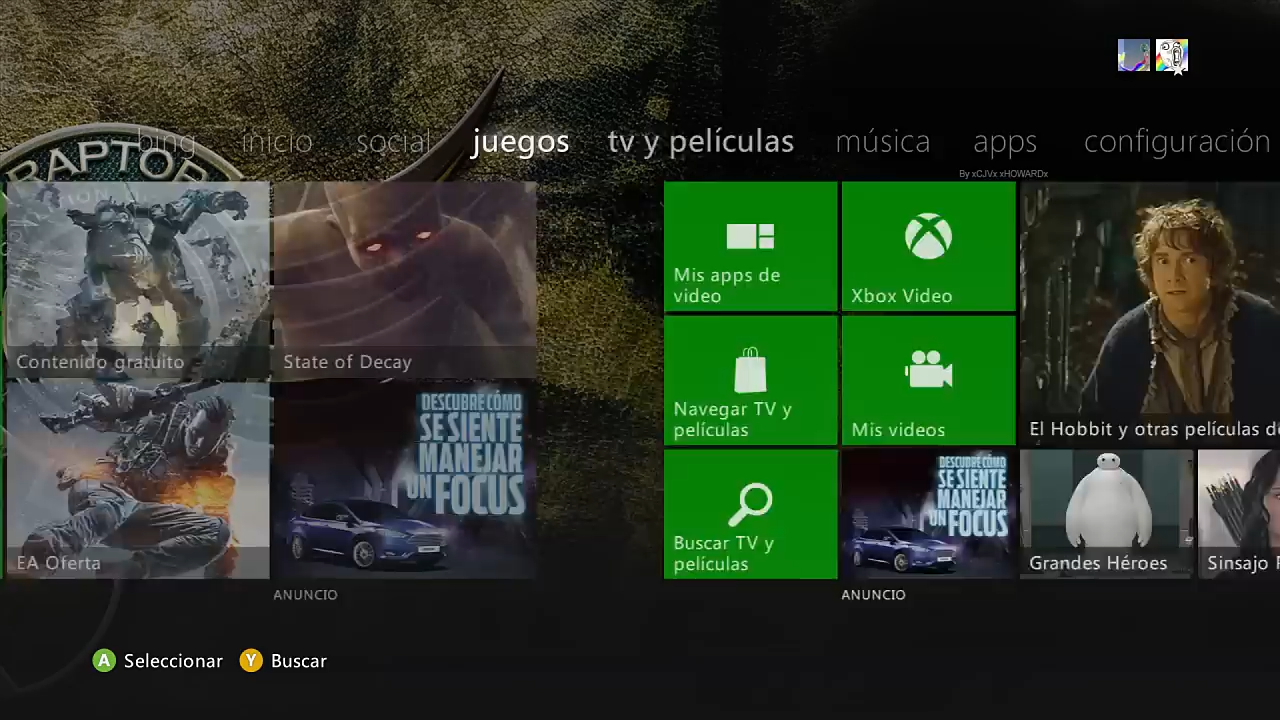 bing inicio social juegos tv y películas música apps configuración
By xCJVx xHOWARDx
RAPTOR
Contenido gratuito
State of Decay
EA Oferta
DESCUBRE CÓMO
SE SIENTE
MANEJAR
UN FOCUS
ANUNCIO
Mis apps de
video
Xbox Video
Navegar TV y
películas
Mis videos
Buscar TV y
películas
DESCUBRE CÓMO
SE SIENTE
MANEJAR
UN FOCUS
ANUNCIO
El Hobbit y otras películas de
Grandes Héroes
Sinsajo
A Seleccionar Y Buscar